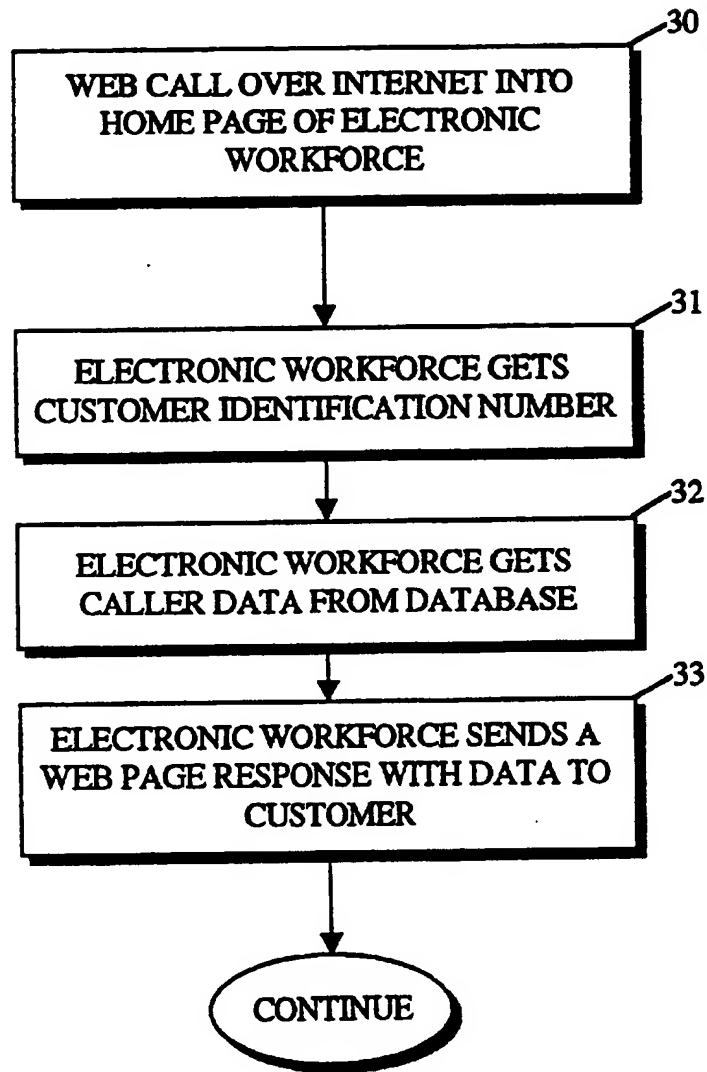 30
WEB CALL OVER INTERNET INTO
HOME PAGE OF ELECTRONIC
WORKFORCE
31
ELECTRONIC WORKFORCE GETS
CUSTOMER IDENTIFICATION NUMBER
32
ELECTRONIC WORKFORCE GETS
CALLER DATA FROM DATABASE
33
ELECTRONIC WORKFORCE SENDS A
WEB PAGE RESPONSE WITH DATA TO
CUSTOMER
CONTINUE